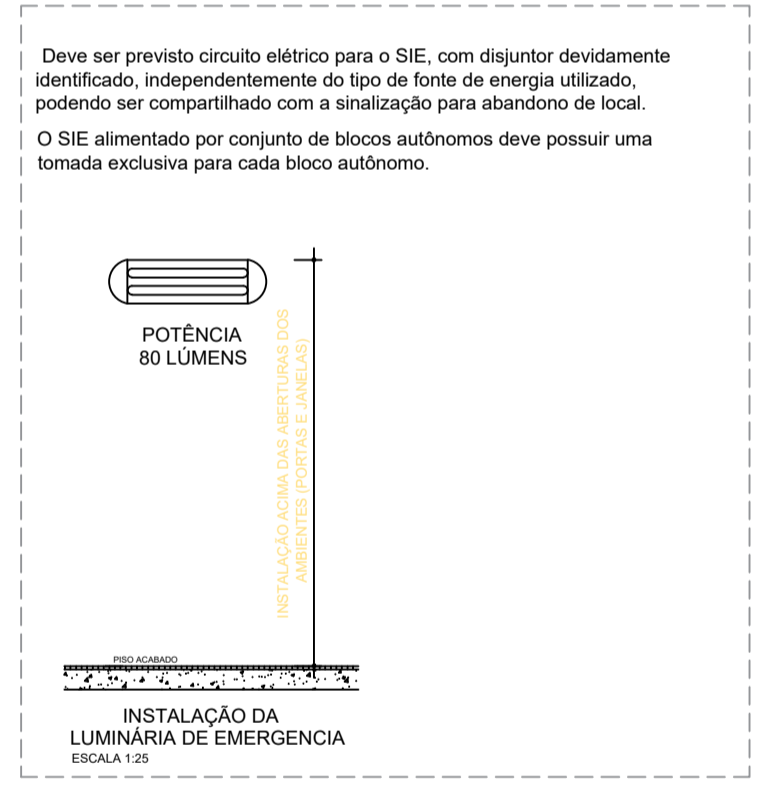 Deve ser previsto circuito elétrico para o SIE, com disjuntor devidamente
identificado, independentemente do tipo de fonte de energia utilizado,
podendo ser compartilhado com a sinalização para abandono de local.
O SIE alimentado por conjunto de blocos autônomos deve possuir uma
tomada exclusiva para cada bloco autônomo.
POTÊNCIA
80 LÚMENS
INSTALAÇÃO ACIMA DAS ABERTURAS DOS
AMBIENTES (PORTAS E JANELAS)
PISO ACABADO
INSTALAÇÃO DA
LUMINÁRIA DE EMERGENCIA
ESCALA 1:25